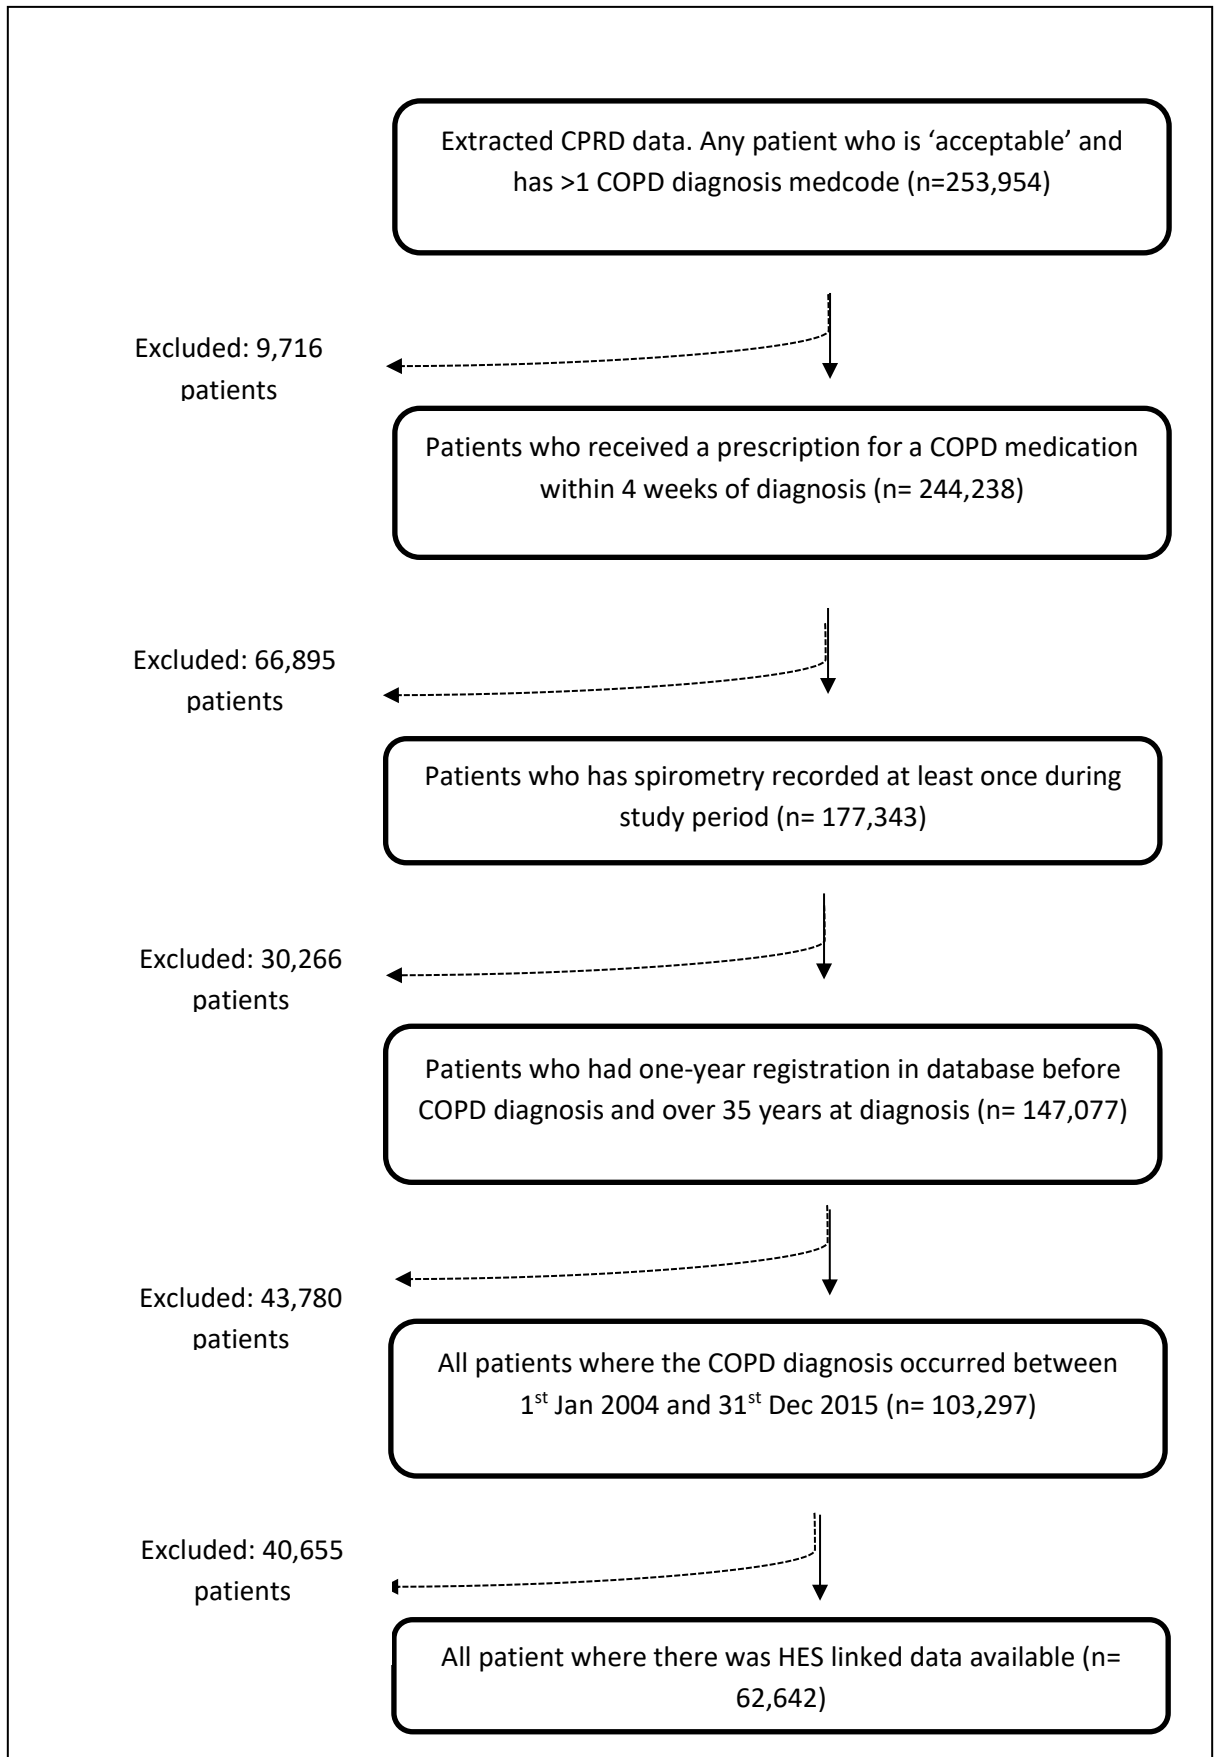 Extracted CPRD data. Any patient who is ‘acceptable’ and
has >1 COPD diagnosis medcode (n=253,954)
Excluded: 9,716
patients
Patients who received a prescription for a COPD medication
within 4 weeks of diagnosis (n= 244,238)
Excluded: 66,895
patients
Patients who has spirometry recorded at least once during
study period (n= 177,343)
Excluded: 30,266
patients
Patients who had one-year registration in database before
COPD diagnosis and over 35 years at diagnosis (n= 147,077)
Excluded: 43,780
patients
All patients where the COPD diagnosis occurred between
1st Jan 2004 and 31st Dec 2015 (n= 103,297)
Excluded: 40,655
patients
All patient where there was HES linked data available (n=
62,642)